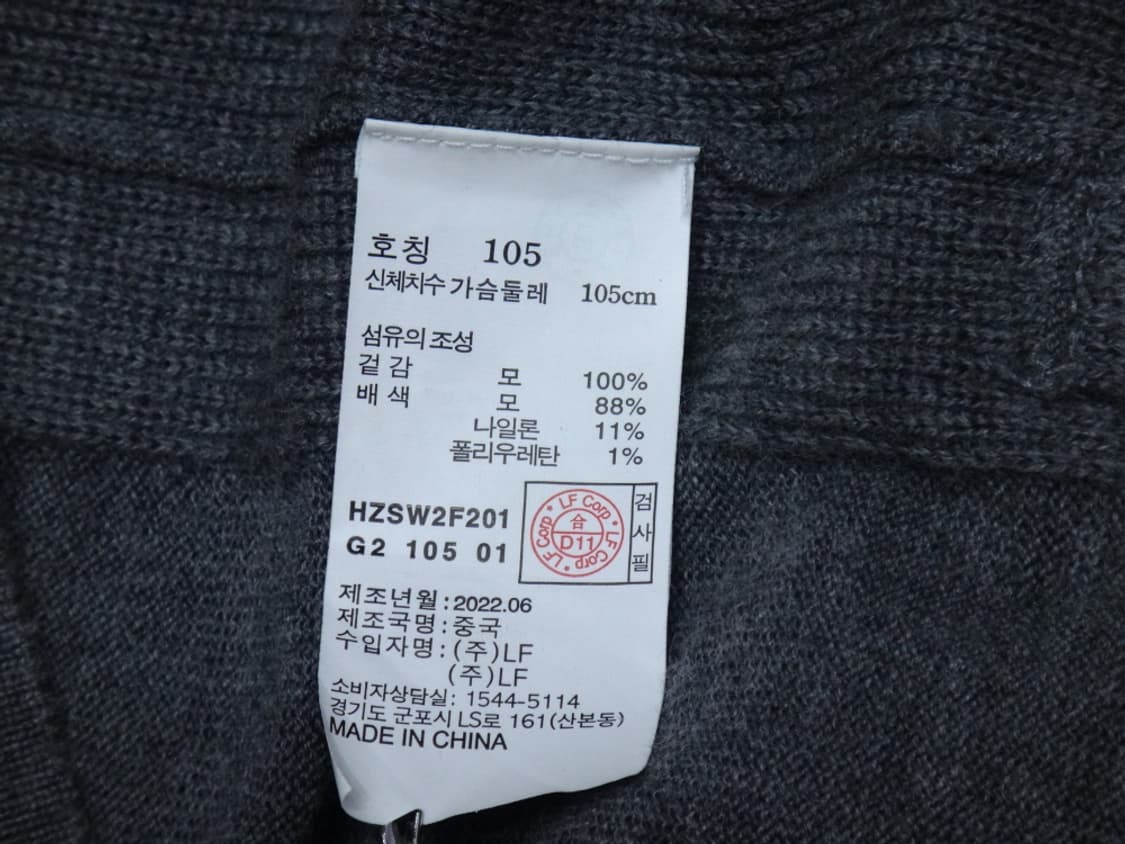 호칭 105
신체치수 가슴둘레 105cm
섬유의 조성
겉감 모 100%
배색 모 88%
나일론 11%
폴리우레탄 1%
HZSW2F201
G2 105 01
LF Corp · LF Corp · LF Corp
合
D11
검사필
제조년월 : 2022.06
제조국명 : 중국
수입자명 : (주)LF
(주)LF
소비자상담실: 1544-5114
경기도 군포시 LS로 161(산본동)
MADE IN CHINA